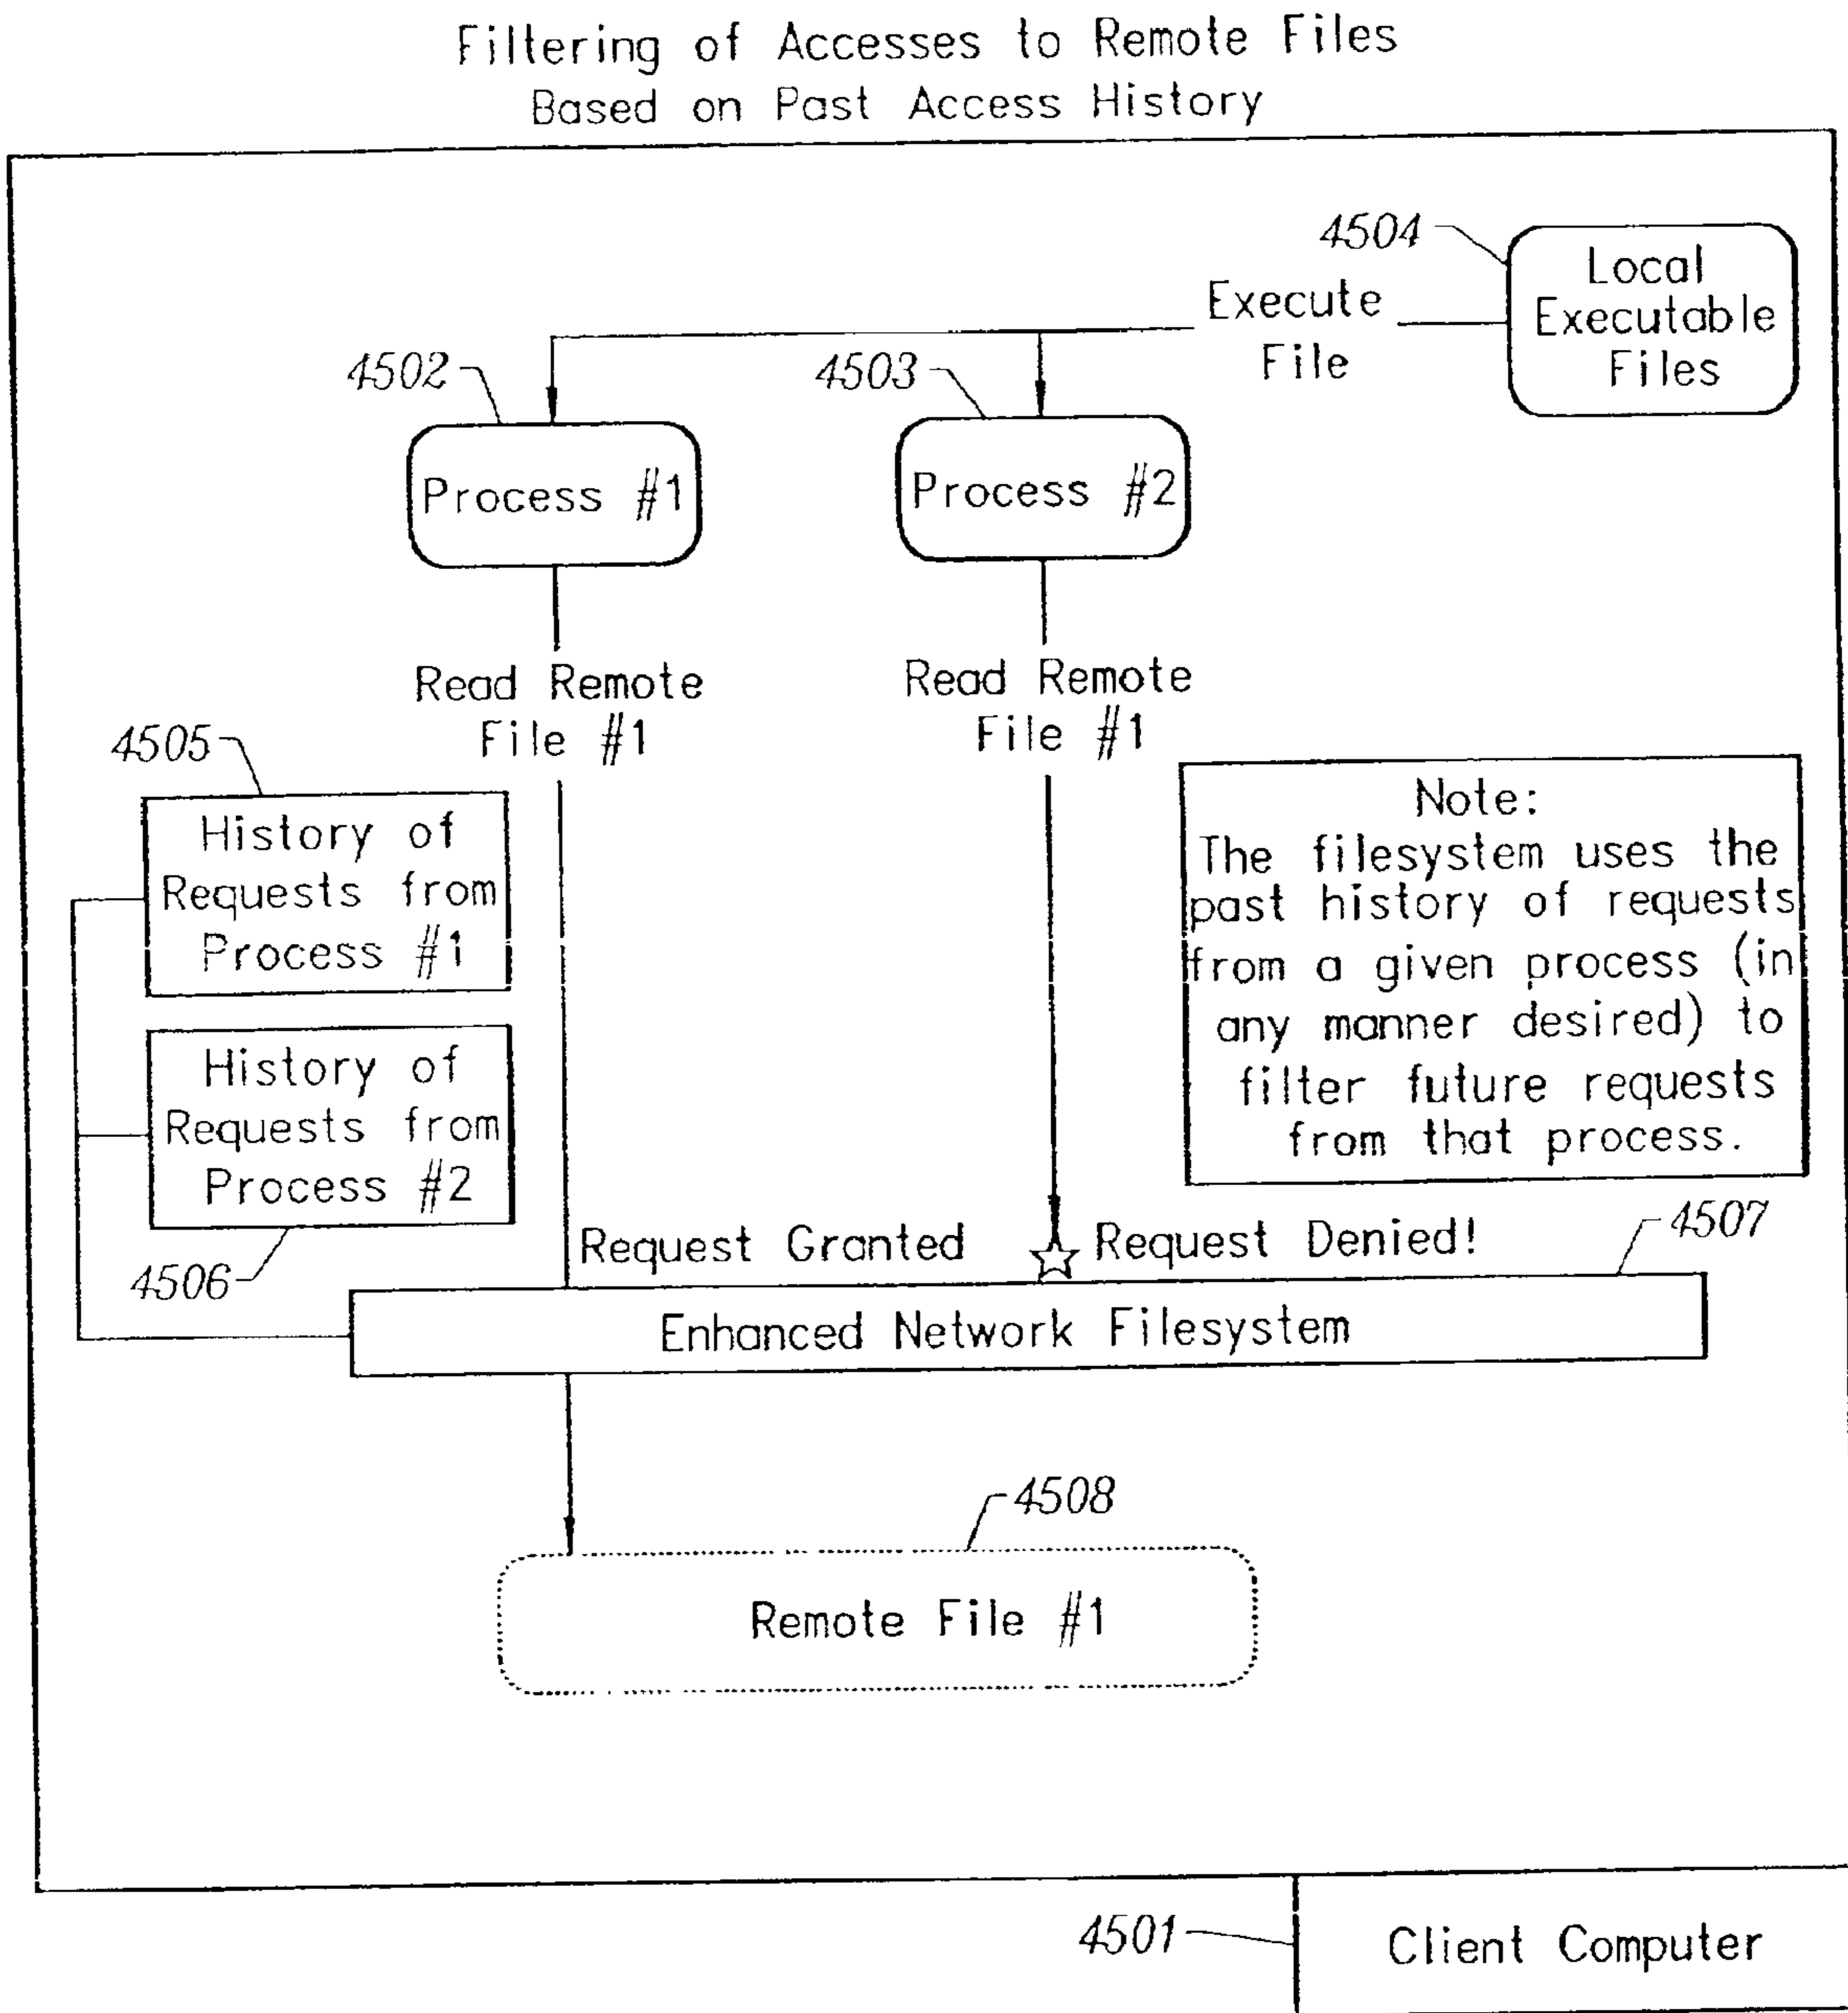 Filtering of Accesses to Remote Files
Based on Past Access History
4504
Local
Executable
Files
Execute
File
4502
4503
Process #1
Process #2
Read Remote
File #1
Read Remote
File #1
4505
History of
Requests from
Process #1
Note:
The filesystem uses the
past history of requests
from a given process (in
any manner desired) to
filter future requests
from that process.
History of
Requests from
Process #2
4506
Request Granted
Request Denied!
4507
Enhanced Network Filesystem
4508
Remote File #1
4501
Client Computer